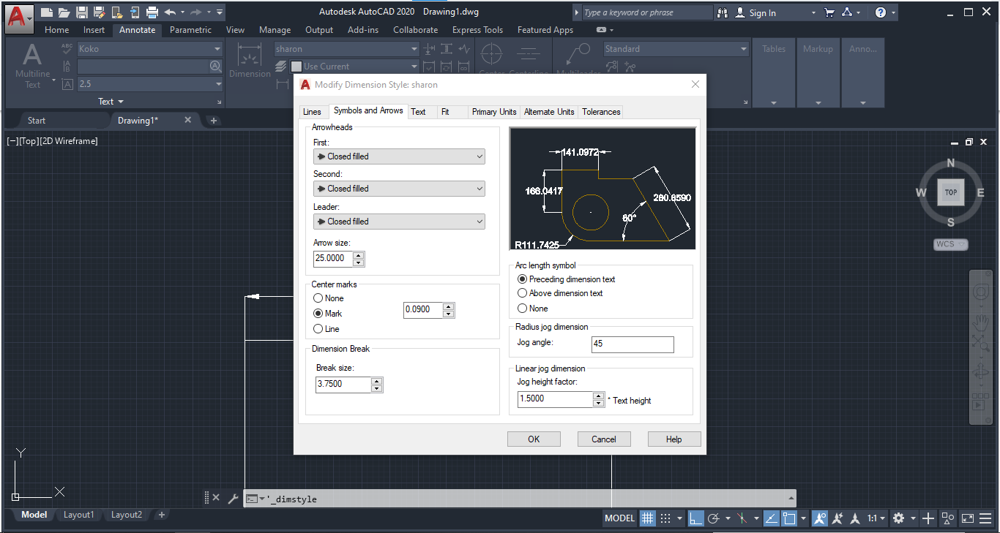 Autodesk AutoCAD 2020 Drawing1.dwg
Type a keyword or phrase
Sign In
Home Insert Annotate Parametric View Manage Output Add-ins Collaborate Express Tools Featured Apps
A ABC Koko sharon Standard Tables Markup Anno...
Multiline
Text
A
B
A
Use Current
Dimension
A 2.5
Text
Start Drawing1* +
[−][Top][2D Wireframe]
A Modify Dimension Style: sharon
Lines Symbols and Arrows Text Fit Primary Units Alternate Units Tolerances
Arrowheads
First:
Closed filled
Second:
Closed filled
Leader:
Closed filled
Arrow size:
25.0000
Center marks
None
Mark
Line
0.0900
Dimension Break
Break size:
3.7500
141.0972
166.0417
280.8590
60°
R111.7425
Arc length symbol
Preceding dimension text
Above dimension text
None
Radius jog dimension
Jog angle: 45
Linear jog dimension
Jog height factor:
1.5000 * Text height
OK Cancel Help
N
W TOP E
S
WCS
Y
X
'_dimstyle
Model Layout1 Layout2 +
MODEL 1:1